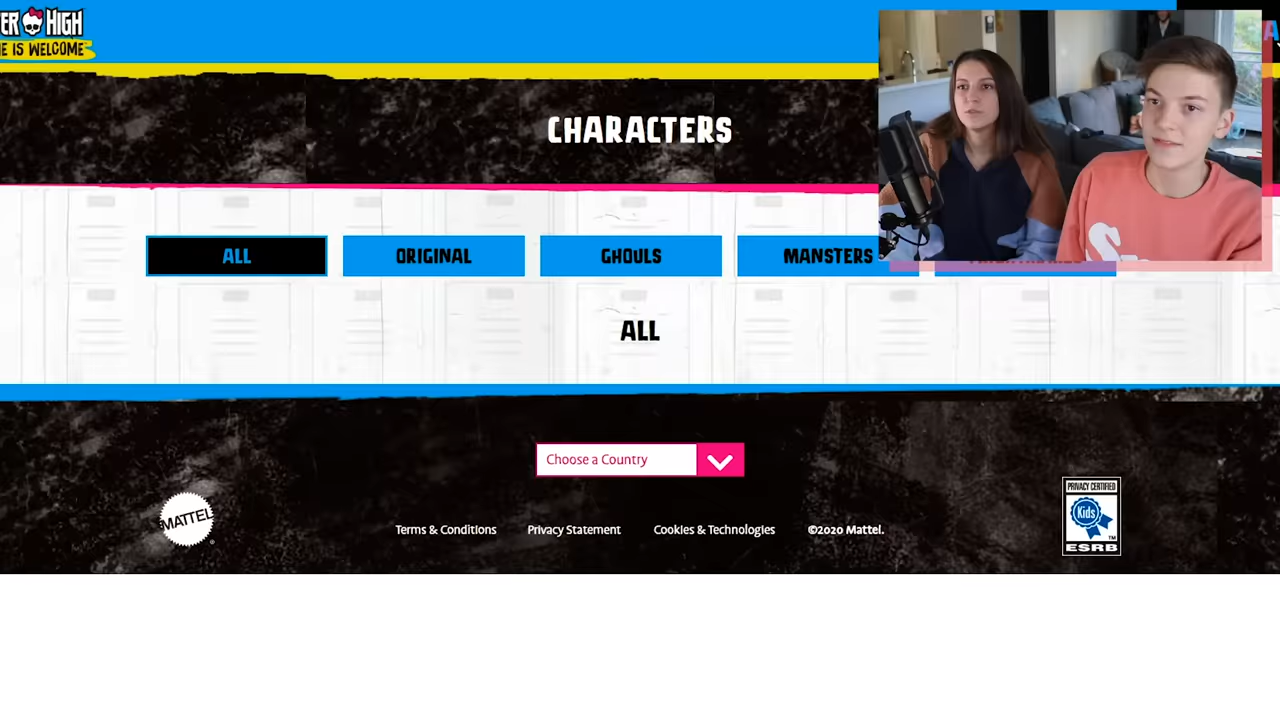 ER HIGH
E IS WELCOME
CHARACTERS
ALL
ORIGINAL
GHOULS
MANSTERS
ALL
Choose a Country
MATTEL
Terms & Conditions
Privacy Statement
Cookies & Technologies
©2020 Mattel.
PRIVACY CERTIFIED
Kids
TM
ESRB